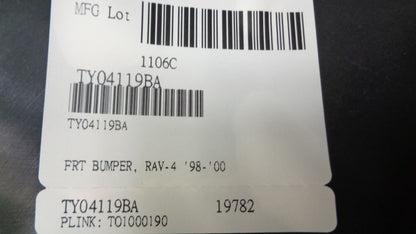 MFG Lot
1106C
TY04119BA
TY04119BA
FRT BUMPER, RAV-4 '98-'00
TY04119BA 19782
PLINK: TO1000190